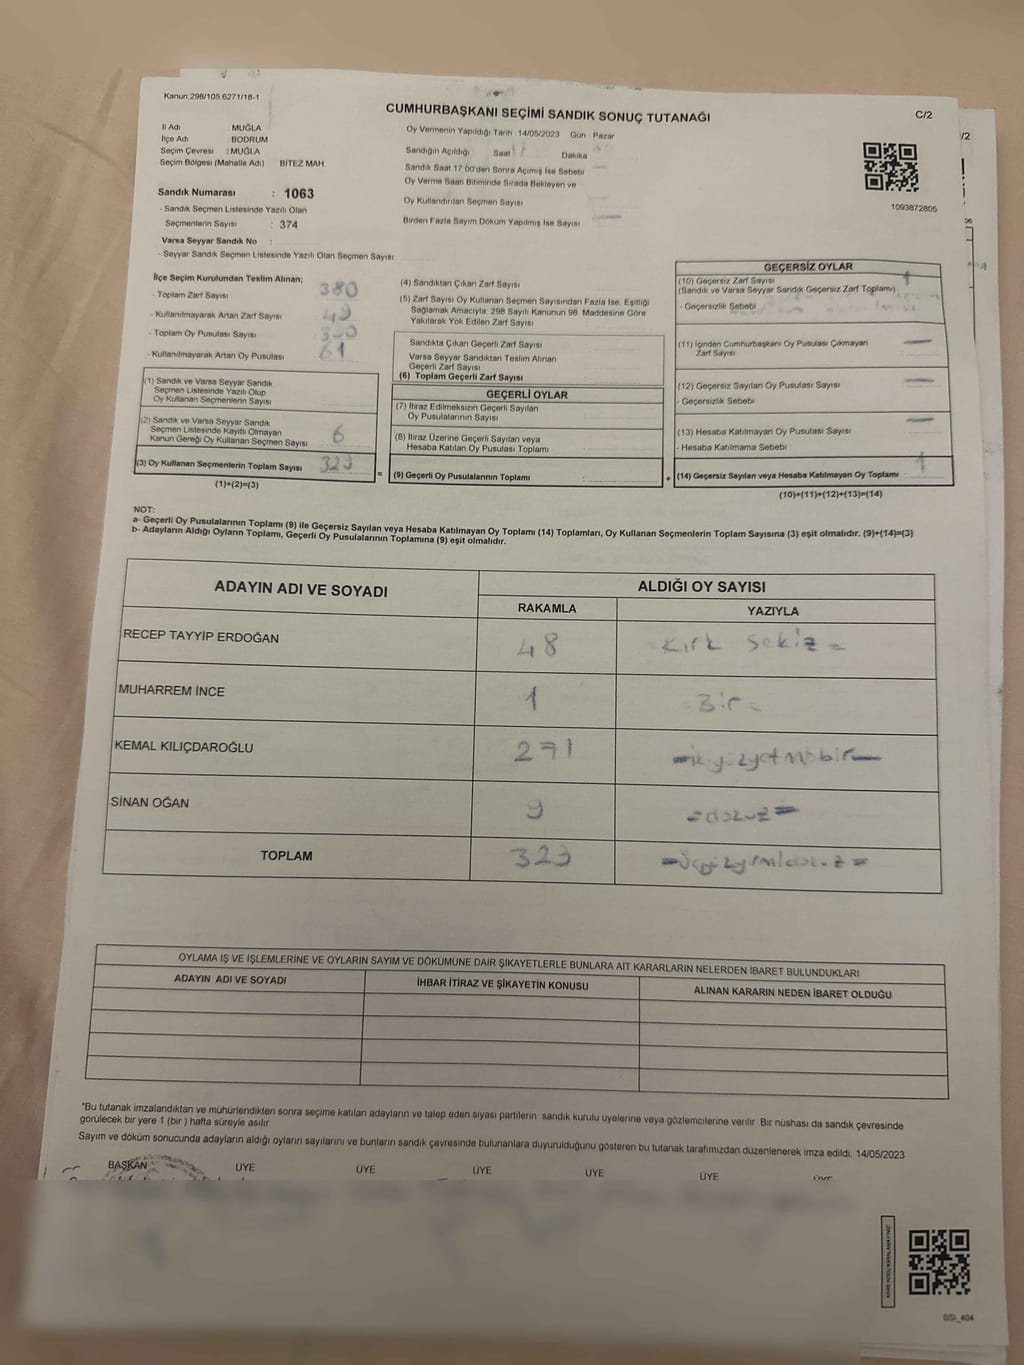 Kanun:298/105,6271/18-1
CUMHURBAŞKANI SEÇİMİ SANDIK SONUÇ TUTANAĞI
C/2
/2
İl Adı MUĞLA
İlçe Adı BODRUM
Seçim Çevresi : MUĞLA
Seçim Bölgesi (Mahalle Adı) BİTEZ MAH
Oy Vermenin Yapıldığı Tarih 14/05/2023 Gün Pazar
Sandığın Açıldığı Saat Dakika
Sandık Saat 17.00'den Sonra Açımış İse Sebebi
Oy Verme Saati Bitiminde Sırada Bekleyen ve
Oy Kullandırılan Seçmen Sayısı
Birden Fazla Sayım Döküm Yapılmış İse Sayısı
1093872805
Sandık Numarası : 1063
- Sandık Seçmen Listesinde Yazılı Olan
Seçmenlerin Sayısı : 374
Varsa Seyyar Sandık No :
- Seyyar Sandık Seçmen Listesinde Yazılı Olan Seçmen Sayısı:
İlçe Seçim Kurulundan Teslim Alınan;
- Toplam Zarf Sayısı 380
- Kullanılmayarak Artan Zarf Sayısı
- Toplam Oy Pusulası Sayısı
- Kullanılmayarak Artan Oy Pusulası 61
(1) Sandık ve Varsa Seyyar Sandık
Seçmen Listesinde Yazılı Olup
Oy Kullanan Seçmenlerin Sayısı
(2) Sandık ve Varsa Seyyar Sandık
Seçmen Listesinde Kayıtlı Olmayan
Kanun Gereği Oy Kullanan Seçmen Sayısı 6
(3) Oy Kullanan Seçmenlerin Toplam Sayısı
(1)+(2)=(3)
(4) Sandıktan Çıkan Zarf Sayısı
(5) Zarf Sayısı Oy Kullanan Seçmen Sayısından Fazla İse, Eşitliği
Sağlamak Amacıyla 298 Sayılı Kanunun 98. Maddesine Göre
Yakılarak Yok Edilen Zarf Sayısı
Sandıkta Çıkan Geçerli Zarf Sayısı
Varsa Seyyar Sandıktan Teslim Alınan
Geçerli Zarf Sayısı
(6) Toplam Geçerli Zarf Sayısı
GEÇERLİ OYLAR
(7) İtiraz Edilmeksizin Geçerli Sayılan
Oy Pusulalarının Sayısı
(8) İtiraz Üzerine Geçerli Sayılan veya
Hesaba Katılan Oy Pusulası Toplamı
= (9) Geçerli Oy Pusulalarının Toplamı
GEÇERSİZ OYLAR
(10) Geçersiz Zarf Sayısı 1
(Sandık ve Varsa Seyyar Sandık Geçersiz Zarf Toplamı)
- Geçersizlik Sebebi
(11) İçinden Cumhurbaşkanı Oy Pusulası Çıkmayan
Zarf Sayısı
(12) Geçersiz Sayılan Oy Pusulası Sayısı
- Geçersizlik Sebebi
(13) Hesaba Katılmayan Oy Pusulası Sayısı
- Hesaba Katılmama Sebebi
+ (14) Geçersiz Sayılan veya Hesaba Katılmayan Oy Toplamı : 1
(10)+(11)+(12)+(13)=(14)
NOT:
a- Geçerli Oy Pusulalarının Toplamı (9) ile Geçersiz Sayılan veya Hesaba Katılmayan Oy Toplamı (14) Toplamları, Oy Kullanan Seçmenlerin Toplam Sayısına (3) eşit olmalıdır. (9)+(14)=(3)
b- Adayların Aldığı Oyların Toplamı, Geçerli Oy Pusulalarının Toplamına (9) eşit olmalıdır.
ADAYIN ADI VE SOYADI ALDIĞI OY SAYISI
RAKAMLA YAZIYLA
RECEP TAYYİP ERDOĞAN 48 Kırk Sekiz =
MUHARREM İNCE 1 Bir =
KEMAL KILIÇDAROĞLU 271 ikiyüzyetmişbir
SİNAN OĞAN 9 =dokuz=
TOPLAM 329 =üçyüzyirmidokuz=
OYLAMA İŞ VE İŞLEMLERİNE VE OYLARIN SAYIM VE DÖKÜMÜNE DAİR ŞİKAYETLERLE BUNLARA AİT KARARLARIN NELERDEN İBARET BULUNDUKLARI
ADAYIN ADI VE SOYADI İHBAR İTİRAZ VE ŞİKAYETİN KONUSU ALINAN KARARIN NEDEN İBARET OLDUĞU
*Bu tutanak imzalandıktan ve mühürlendikten sonra seçime katılan adayların ve talep eden siyasi partilerin sandık kurulu üyelerine veya gözlemcilerine verilir. Bir nüshası da sandık çevresinde
görülecek bir yere 1 (bir ) hafta süreyle asılır.
Sayım ve döküm sonucunda adayların aldığı oyların sayılarını ve bunların sandık çevresinde bulunanlara duyurulduğunu gösteren bu tutanak tarafımızdan düzenlenerek imza edildi. 14/05/2023
BAŞKAN ÜYE ÜYE ÜYE ÜYE ÜYE ÜYE
SSI_404